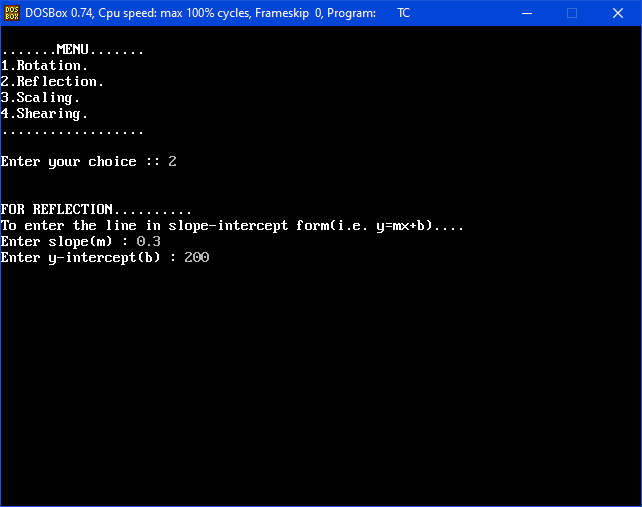 DOS BOX
DOSBox 0.74, Cpu speed: max 100% cycles, Frameskip 0, Program: TC
.......MENU.......
1.Rotation.
2.Reflection.
3.Scaling.
4.Shearing.
..................
Enter your choice :: 2
FOR REFLECTION..........
To enter the line in slope-intercept form(i.e. y=mx+b)....
Enter slope(m) : 0.3
Enter y-intercept(b) : 200